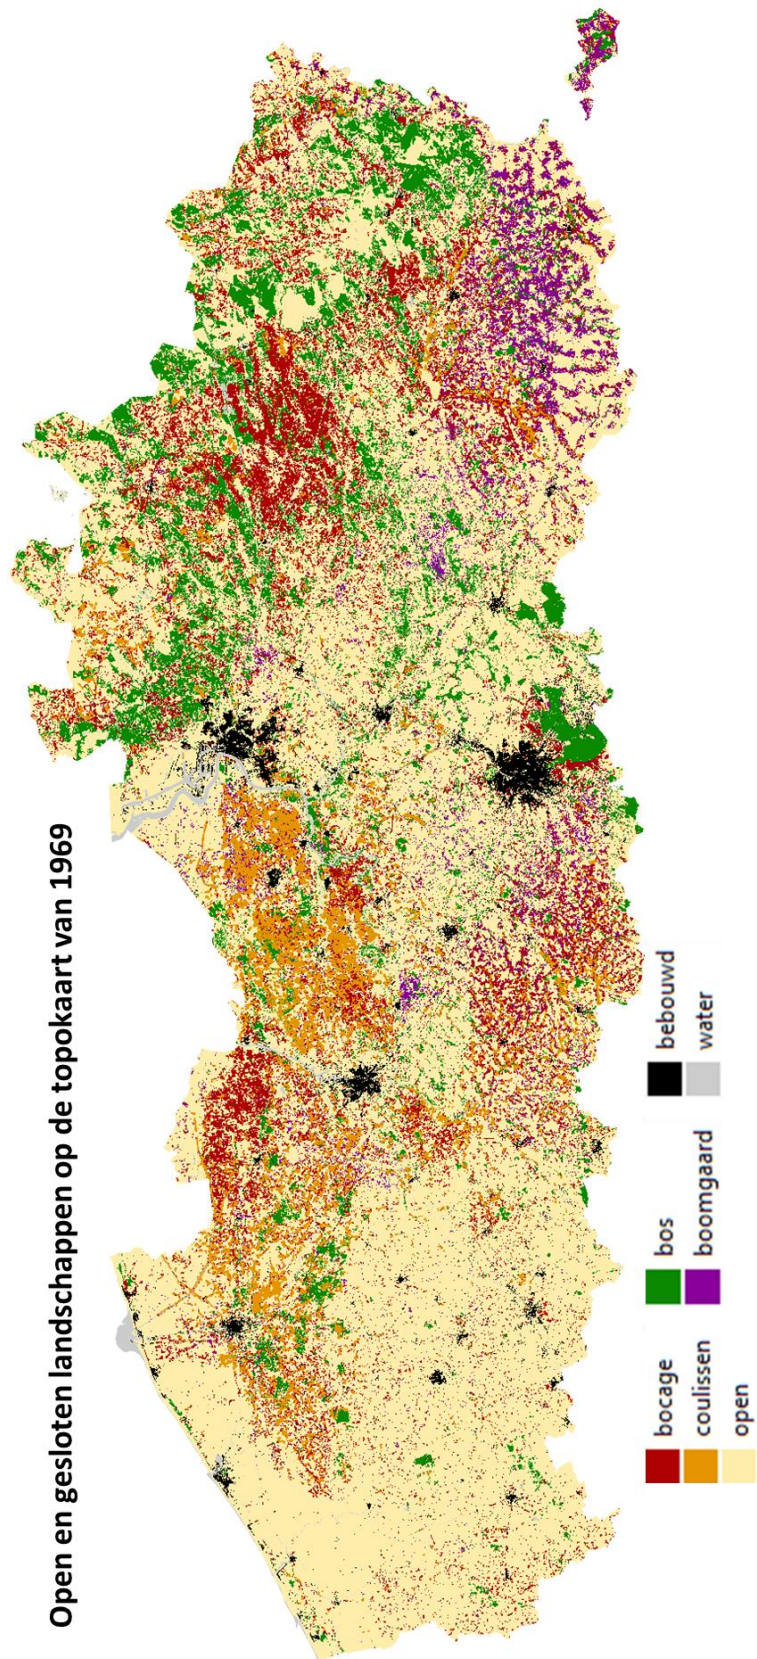 Open en gesloten landschappen op de topokaart van 1969
bocage
coulissen
open
bos
boomgaard
bebouwd
water